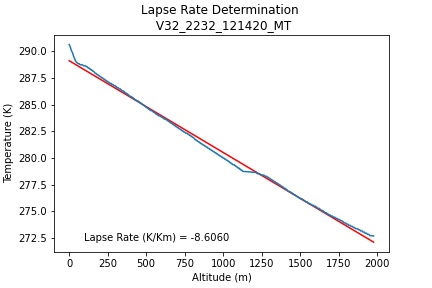 Lapse Rate Determination
V32_2232_121420_MT
290.0
287.5
285.0
282.5
280.0
277.5
275.0
272.5
Temperature (K)
Lapse Rate (K/Km) = -8.6060
0 250 500 750 1000 1250 1500 1750 2000
Altitude (m)